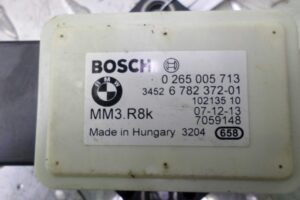 BOSCH
0 265 005 713
BMW
3452 6 782 372-01
102135 10
MM3.R8k 07-12-13
7059148
Made in Hungary 3204 658